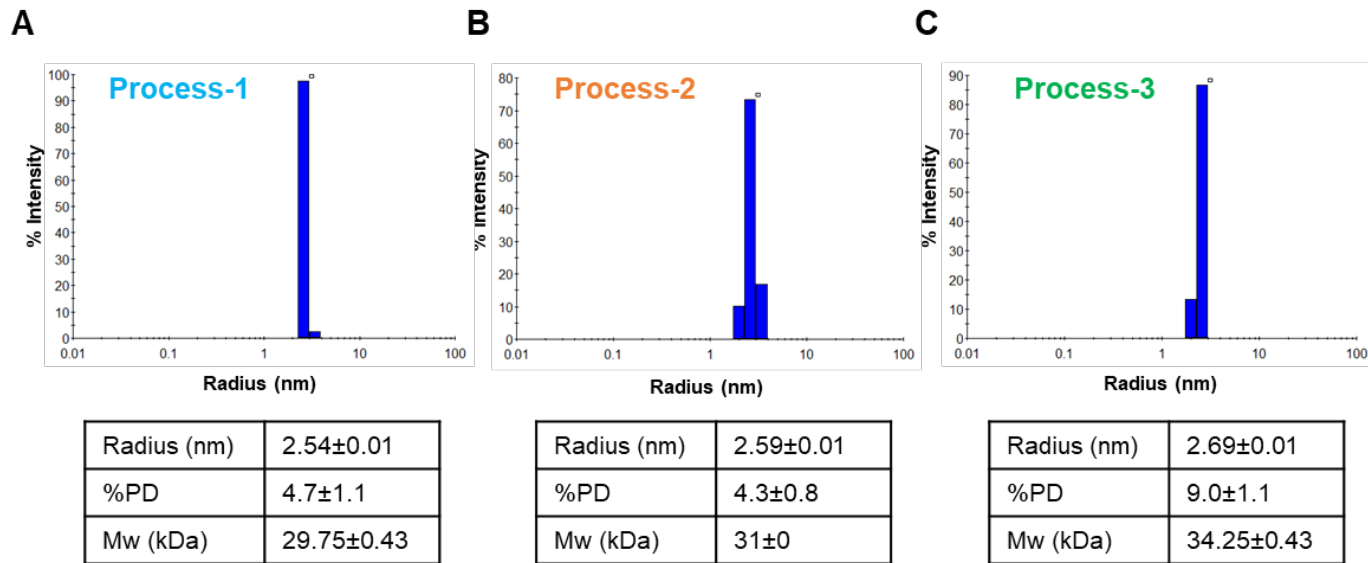 A
B
C
Process-1
Process-2
Process-3
% Intensity
100
90
80
70
60
50
40
30
20
10
0
0.01 0.1 1 10 100
Radius (nm)
% Intensity
80
70
60
50
40
30
20
10
0
0.01 0.1 1 10 100
Radius (nm)
% Intensity
90
80
70
60
50
40
30
20
10
0
0.01 0.1 1 10 100
Radius (nm)
Radius (nm) 2.54±0.01
%PD 4.7±1.1
Mw (kDa) 29.75±0.43
Radius (nm) 2.59±0.01
%PD 4.3±0.8
Mw (kDa) 31±0
Radius (nm) 2.69±0.01
%PD 9.0±1.1
Mw (kDa) 34.25±0.43